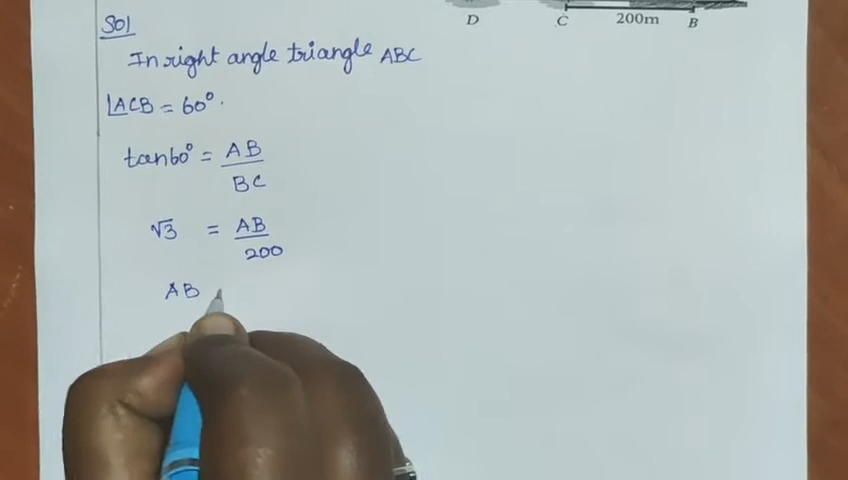 D C 200m B
Sol
In right angle triangle ABC
∠ACB = 60°.
tan60° = AB
BC
√3 = AB
200
AB